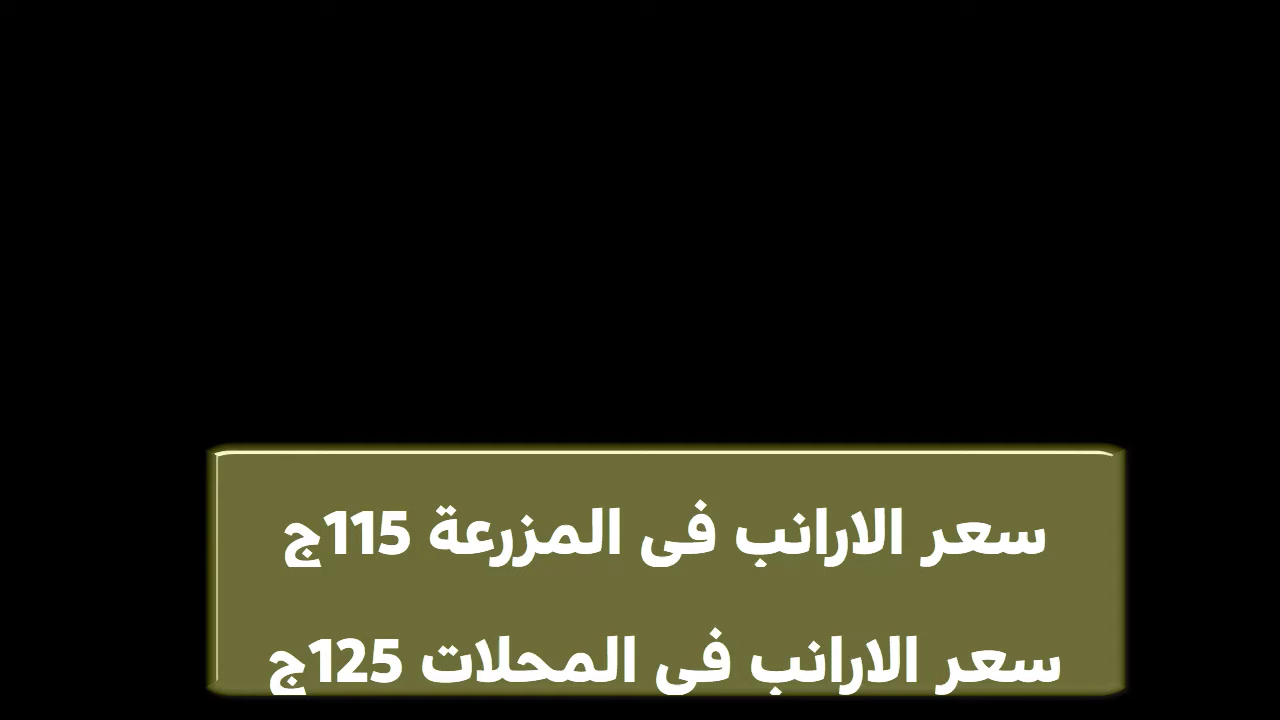 سعر الارانب فى المزرعة 115ج
سعر الارانب فى المحلات 125ج